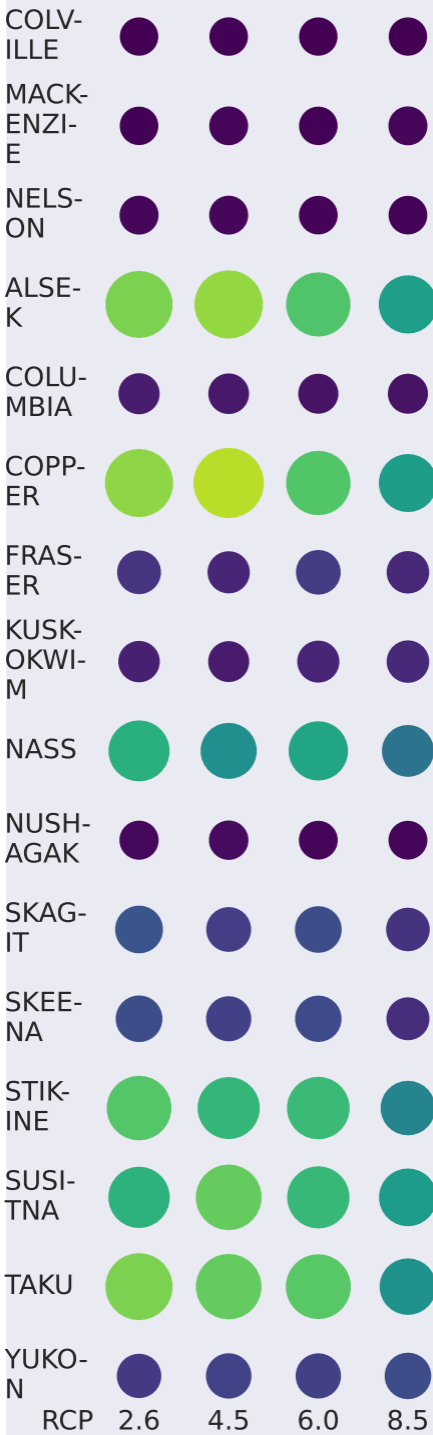 COLV-
ILLE
MACK-
ENZI-
E
NELS-
ON
ALSE-
K
COLU-
MBIA
COPP-
ER
FRAS-
ER
KUSK-
OKWI-
M
NASS
NUSH-
AGAK
SKAG-
IT
SKEE-
NA
STIK-
INE
SUSI-
TNA
TAKU
YUKO-
N
RCP 2.6 4.5 6.0 8.5